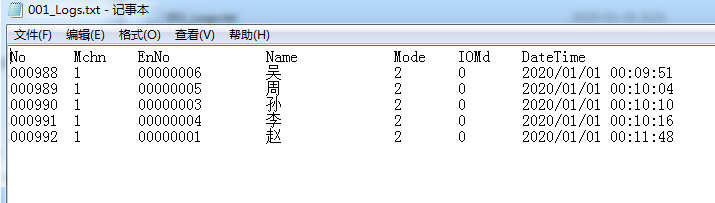 001_Logs.txt - 记事本
文件(F) 编辑(E) 格式(O) 查看(V) 帮助(H)
No Mchn EnNo Name Mode IOMd DateTime
000988 1 00000006 吴 2 0 2020/01/01 00:09:51
000989 1 00000005 周 2 0 2020/01/01 00:10:04
000990 1 00000003 孙 2 0 2020/01/01 00:10:10
000991 1 00000004 李 2 0 2020/01/01 00:10:16
000992 1 00000001 赵 2 0 2020/01/01 00:11:48